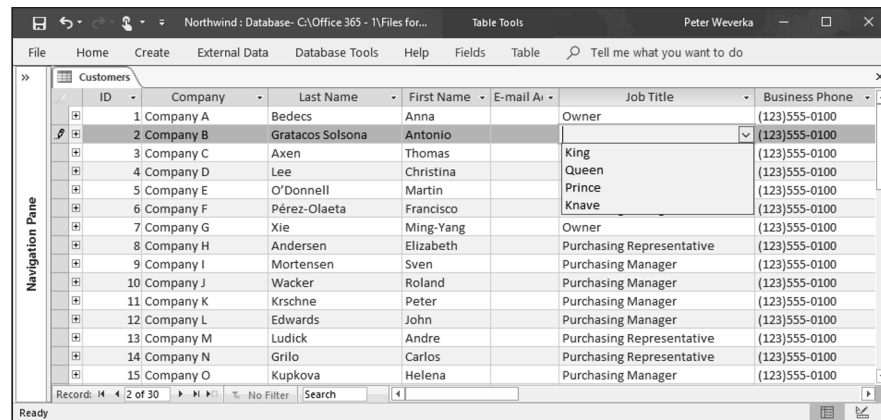 Northwind : Database- C:\Office 365 - 1\Files for... Table Tools Peter Weverka
File Home Create External Data Database Tools Help Fields Table Tell me what you want to do
Customers
ID Company Last Name First Name E-mail Job Title Business Phone
1 Company A Bedecs Anna Owner (123)555-0100
2 Company B Gratacos Solsona Antonio (123)555-0100
3 Company C Axen Thomas King (123)555-0100
4 Company D Lee Christina Queen (123)555-0100
5 Company E O'Donnell Martin Prince (123)555-0100
6 Company F Pérez-Olaeta Francisco Knave (123)555-0100
7 Company G Xie Ming-Yang Owner (123)555-0100
8 Company H Andersen Elizabeth Purchasing Representative (123)555-0100
9 Company I Mortensen Sven Purchasing Manager (123)555-0100
10 Company J Wacker Roland Purchasing Manager (123)555-0100
11 Company K Krschne Peter Purchasing Manager (123)555-0100
12 Company L Edwards John Purchasing Manager (123)555-0100
13 Company M Ludick Andre Purchasing Representative (123)555-0100
14 Company N Grilo Carlos Purchasing Representative (123)555-0100
15 Company O Kupkova Helena Purchasing Manager (123)555-0100
Navigation Pane
Record: 2 of 30 No Filter Search
Ready